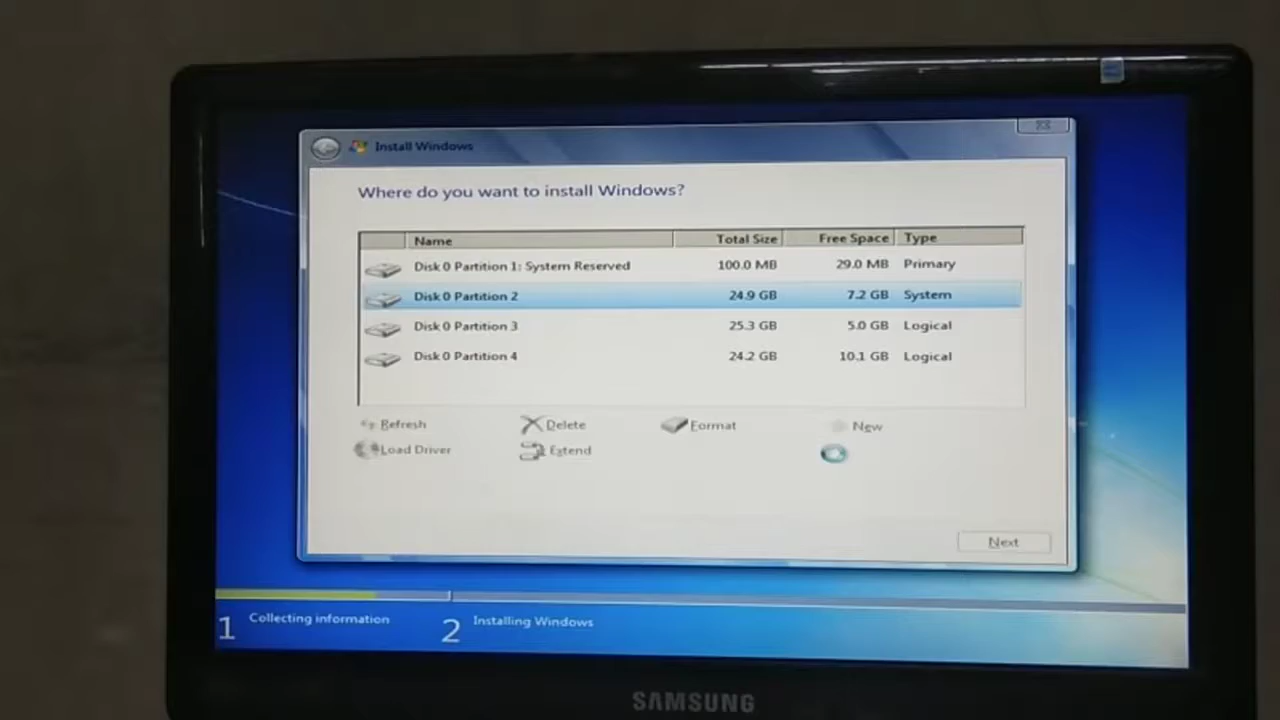 Install Windows
Where do you want to install Windows?
Name Total Size Free Space Type
Disk 0 Partition 1: System Reserved 100.0 MB 29.0 MB Primary
Disk 0 Partition 2 24.9 GB 7.2 GB System
Disk 0 Partition 3 25.3 GB 5.0 GB Logical
Disk 0 Partition 4 24.2 GB 10.1 GB Logical
Refresh Delete Format New
Load Driver Extend
Next
1 Collecting information 2 Installing Windows
SAMSUNG